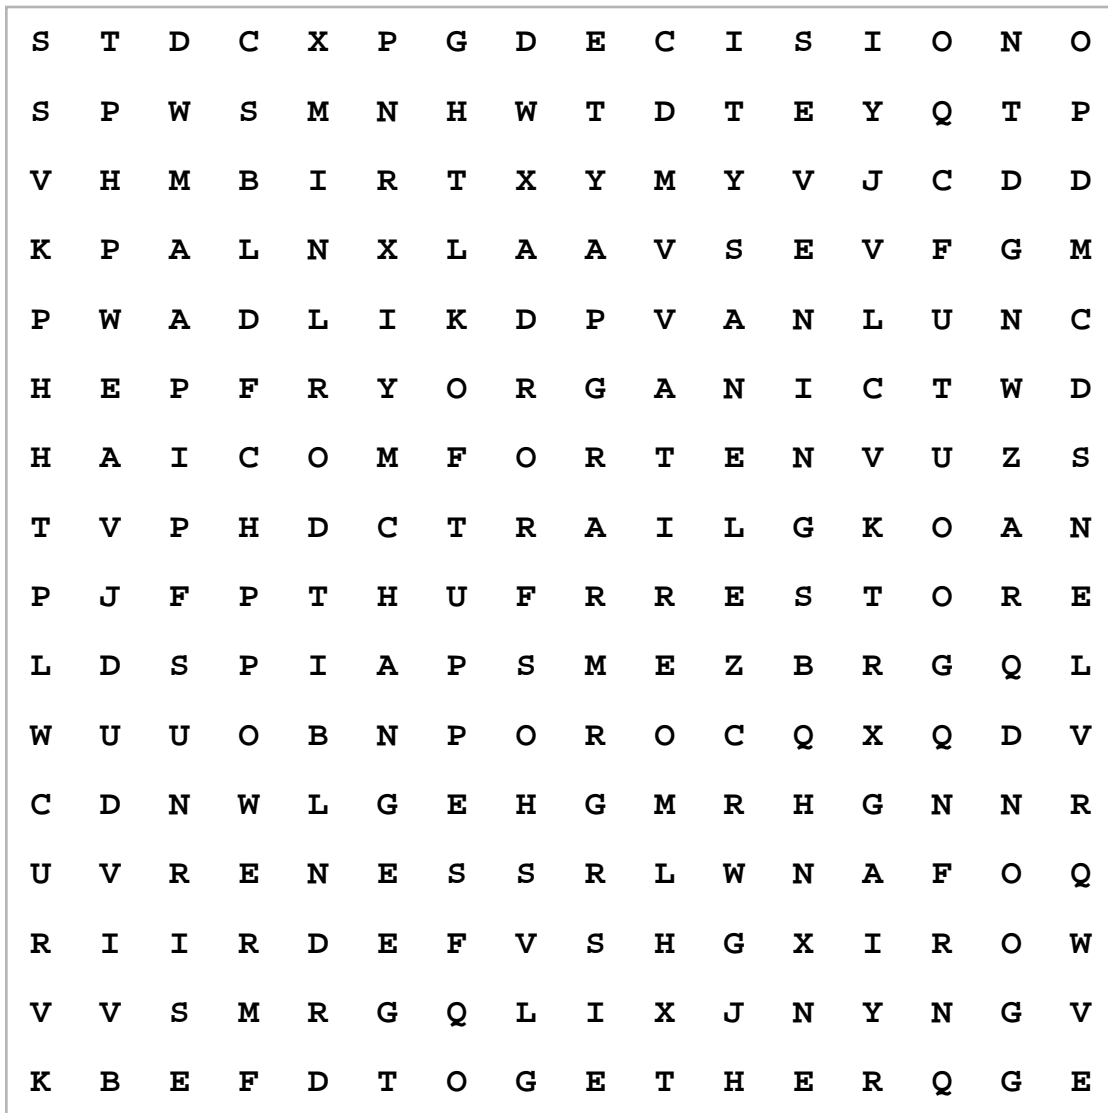 S T D C X P G D E C I S I O N O
S P W S M N H W T D T E Y Q T P
V H M B I R T X Y M Y V J C D D
K P A L N X L A A V S E V F G M
P W A D L I K D P V A N L U N C
H E P F R Y O R G A N I C T W D
H A I C O M F O R T E N V U Z S
T V P H D C T R A I L G K O A N
P J F P T H U F R R E S T O R E
L D S P I A P S M E Z B R G Q L
W U U O B N P O R O C Q X Q D V
C D N W L G E H G M R H G N N R
U V R E N E S S R L W N A F O Q
R I I R D E F V S H G X I R O W
V V S M R G Q L I X J N Y N G V
K B E F D T O G E T H E R Q G E